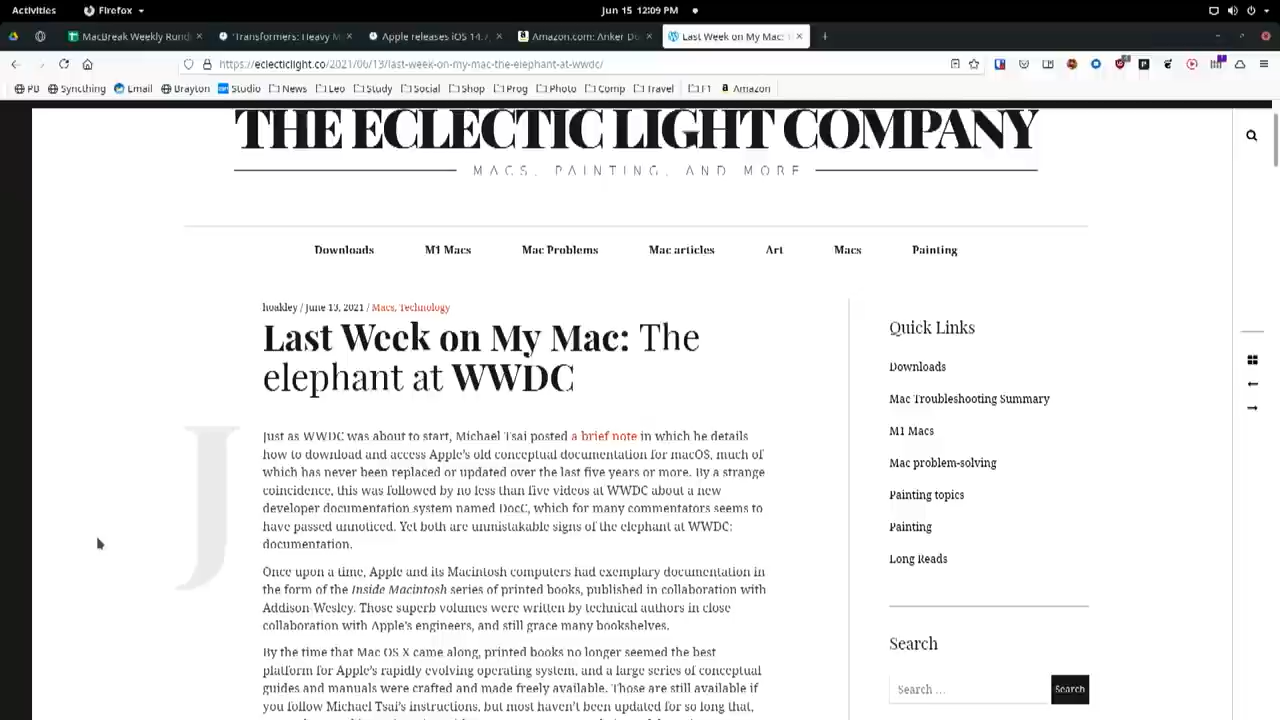 Activities
Firefox
Jun 15 12:09 PM
MacBreak Weekly Rund
'Transformers: Heavy M
Apple releases iOS 14.7
Amazon.com: Anker Do
Last Week on My Mac: T
https://eclecticlight.co/2021/06/13/last-week-on-my-mac-the-elephant-at-wwdc/
PB Syncthing Email Brayton Studio News Leo Study Social Shop Prog Photo Comp Travel F1 Amazon
THE ECLECTIC LIGHT COMPANY
MACS, PAINTING, AND MORE
Downloads M1 Macs Mac Problems Mac articles Art Macs Painting
hoakley / June 13, 2021 / Macs, Technology
Last Week on My Mac: The
elephant at WWDC
J
Just as WWDC was about to start, Michael Tsai posted a brief note in which he details
how to download and access Apple's old conceptual documentation for macOS, much of
which has never been replaced or updated over the last five years or more. By a strange
coincidence, this was followed by no less than five videos at WWDC about a new
developer documentation system named DocC, which for many commentators seems to
have passed unnoticed. Yet both are unmistakable signs of the elephant at WWDC:
documentation.
Once upon a time, Apple and its Macintosh computers had exemplary documentation in
the form of the Inside Macintosh series of printed books, published in collaboration with
Addison-Wesley. Those superb volumes were written by technical authors in close
collaboration with Apple's engineers, and still grace many bookshelves.
By the time that Mac OS X came along, printed books no longer seemed the best
platform for Apple's rapidly evolving operating system, and a large series of conceptual
guides and manuals were crafted and made freely available. Those are still available if
you follow Michael Tsai's instructions, but most haven't been updated for so long that,
Quick Links
Downloads
Mac Troubleshooting Summary
M1 Macs
Mac problem-solving
Painting topics
Painting
Long Reads
Search
Search …
Search